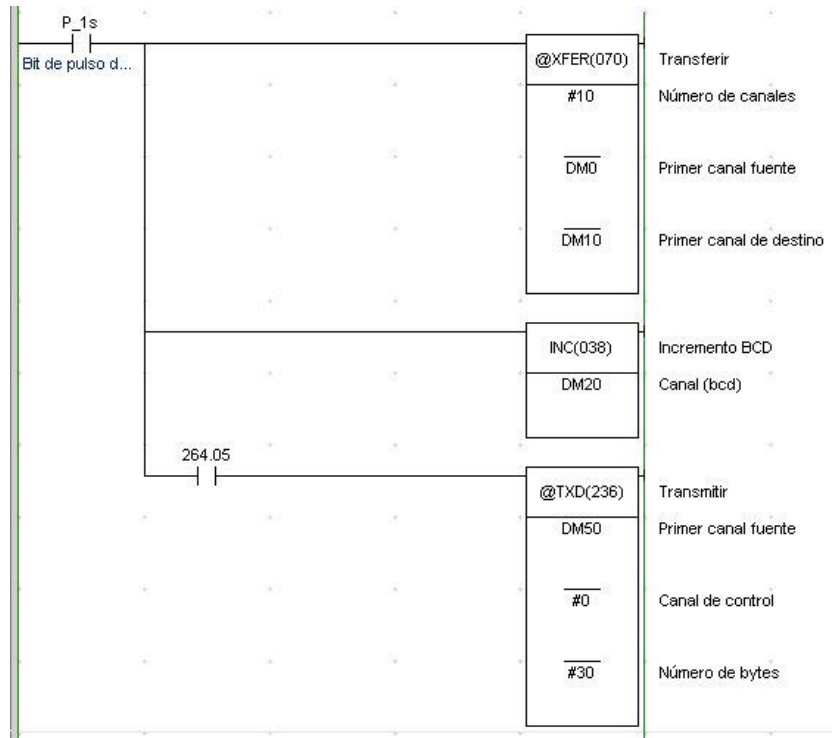 P_1s
Bit de pulso d...
@XFER(070) Transferir
#10 Número de canales
DM0 Primer canal fuente
DM10 Primer canal de destino
INC(038) Incremento BCD
DM20 Canal (bcd)
264.05
@TXD(236) Transmitir
DM50 Primer canal fuente
#0 Canal de control
#30 Número de bytes